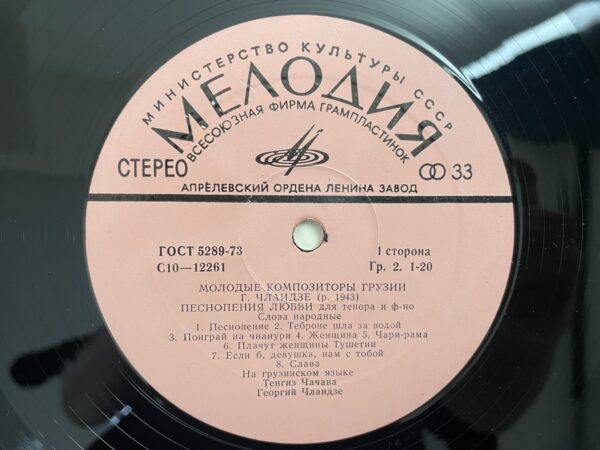 МИНИСТЕРСТВО КУЛЬТУРЫ СССР
МЕЛОДИЯ
ВСЕСОЮЗНАЯ ФИРМА ГРАМПЛАСТИНОК
СТЕРЕО 33
АПРЕЛЕВСКИЙ ОРДЕНА ЛЕНИНА ЗАВОД
ГОСТ 5289-73 1 сторона
С10—12261 Гр. 2. 1-20
МОЛОДЫЕ КОМПОЗИТОРЫ ГРУЗИИ
Г. ЧЛАИДЗЕ (р. 1943)
ПЕСНОПЕНИЯ ЛЮБВИ для тенора и ф-но
Слова народные
1. Песнопение 2. Теброне шла за водой
3. Поиграй на чианури 4. Женщина 5. Чари-рама
6. Плачут женщины Тушетии
7. Если б, девушка, нам с тобой
8. Слава
На грузинском языке
Тенгиз Чачава
Георгий Члаидзе